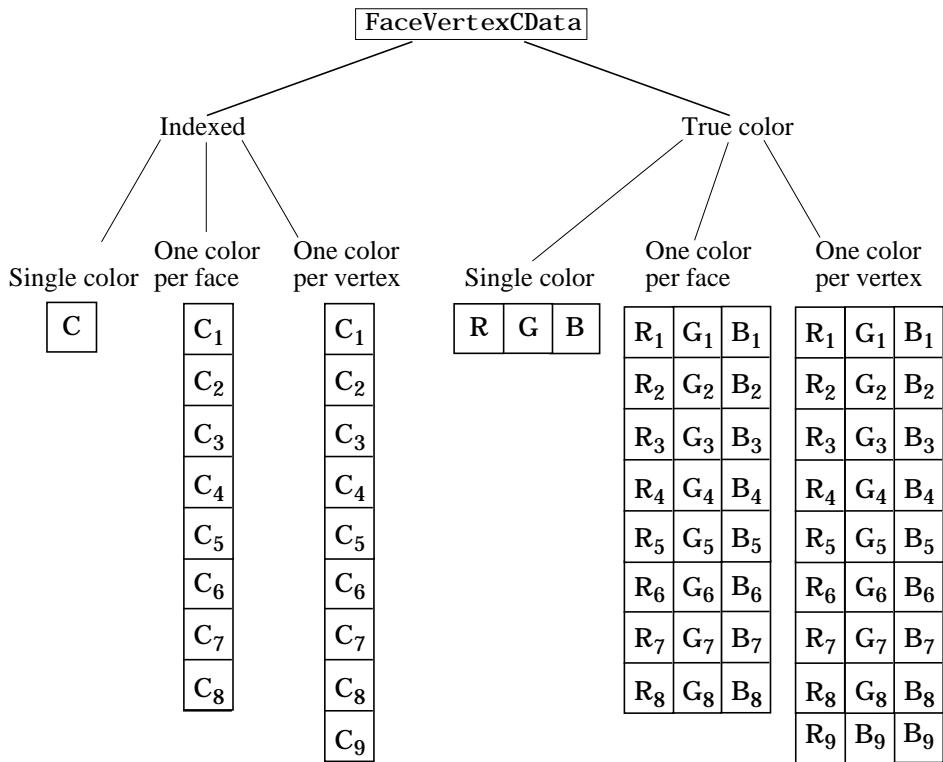 FaceVertexCData
Indexed
True color
Single color
One color
per face
One color
per vertex
Single color
One color
per face
One color
per vertex
C
C1
C2
C3
C4
C5
C6
C7
C8
C1
C2
C3
C4
C5
C6
C7
C8
C9
R G B
R1 G1 B1
R2 G2 B2
R3 G3 B3
R4 G4 B4
R5 G5 B5
R6 G6 B6
R7 G7 B7
R8 G8 B8
R1 G1 B1
R2 G2 B2
R3 G3 B3
R4 G4 B4
R5 G5 B5
R6 G6 B6
R7 G7 B7
R8 G8 B8
R9 B9 B9